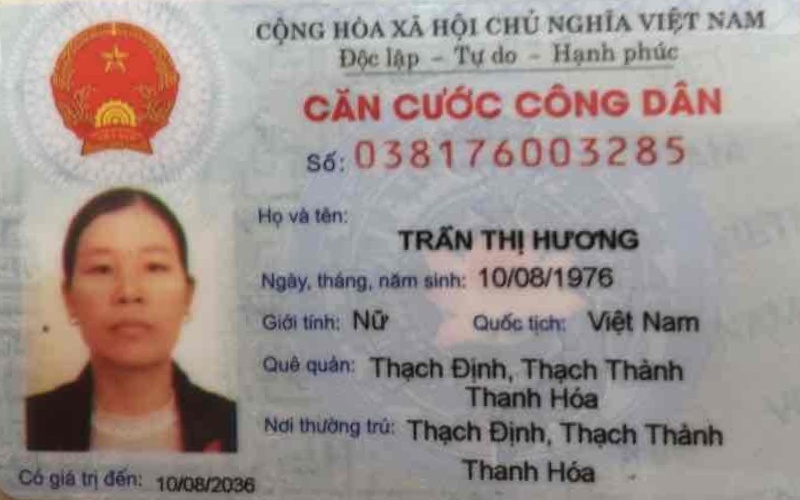 CỘNG HÒA XÃ HỘI CHỦ NGHĨA VIỆT NAM
Độc lập – Tự do – Hạnh phúc
CĂN CƯỚC CÔNG DÂN
Số: 038176003285
Họ và tên:
TRẦN THỊ HƯƠNG
Ngày, tháng, năm sinh: 10/08/1976
Giới tính: Nữ Quốc tịch: Việt Nam
Quê quán: Thạch Định, Thạch Thành
Thanh Hóa
Nơi thường trú: Thạch Định, Thạch Thành
Thanh Hóa
Có giá trị đến: 10/08/2036